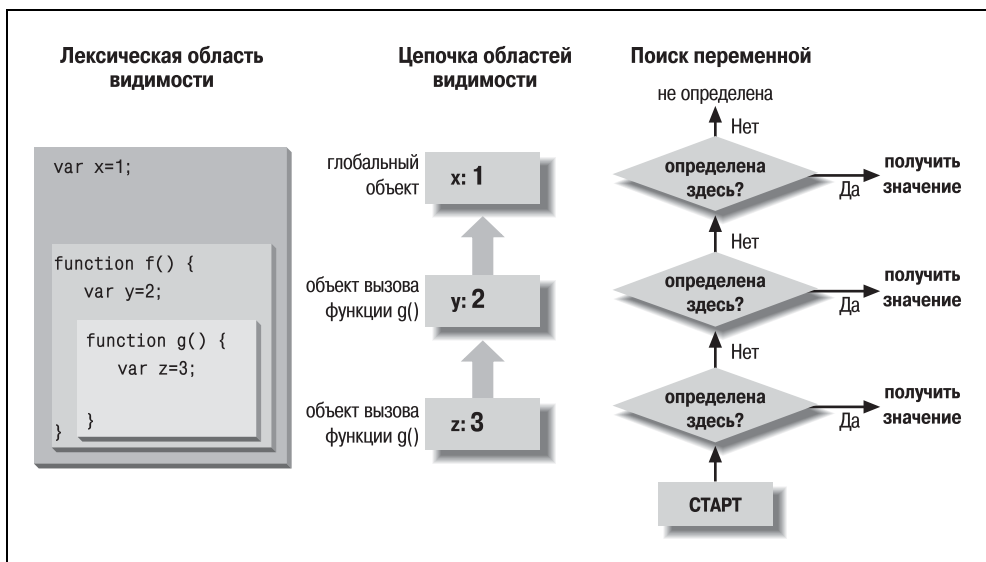 Лексическая область
видимости
var x=1;
function f() {
var y=2;
function g() {
var z=3;
}
}
Цепочка областей
видимости
глобальный
объект
x: 1
объект вызова
функции g()
y: 2
объект вызова
функции g()
z: 3
Поиск переменной
не определена
Нет
определена
здесь?
Да
получить
значение
Нет
определена
здесь?
Да
получить
значение
Нет
определена
здесь?
Да
получить
значение
СТАРТ